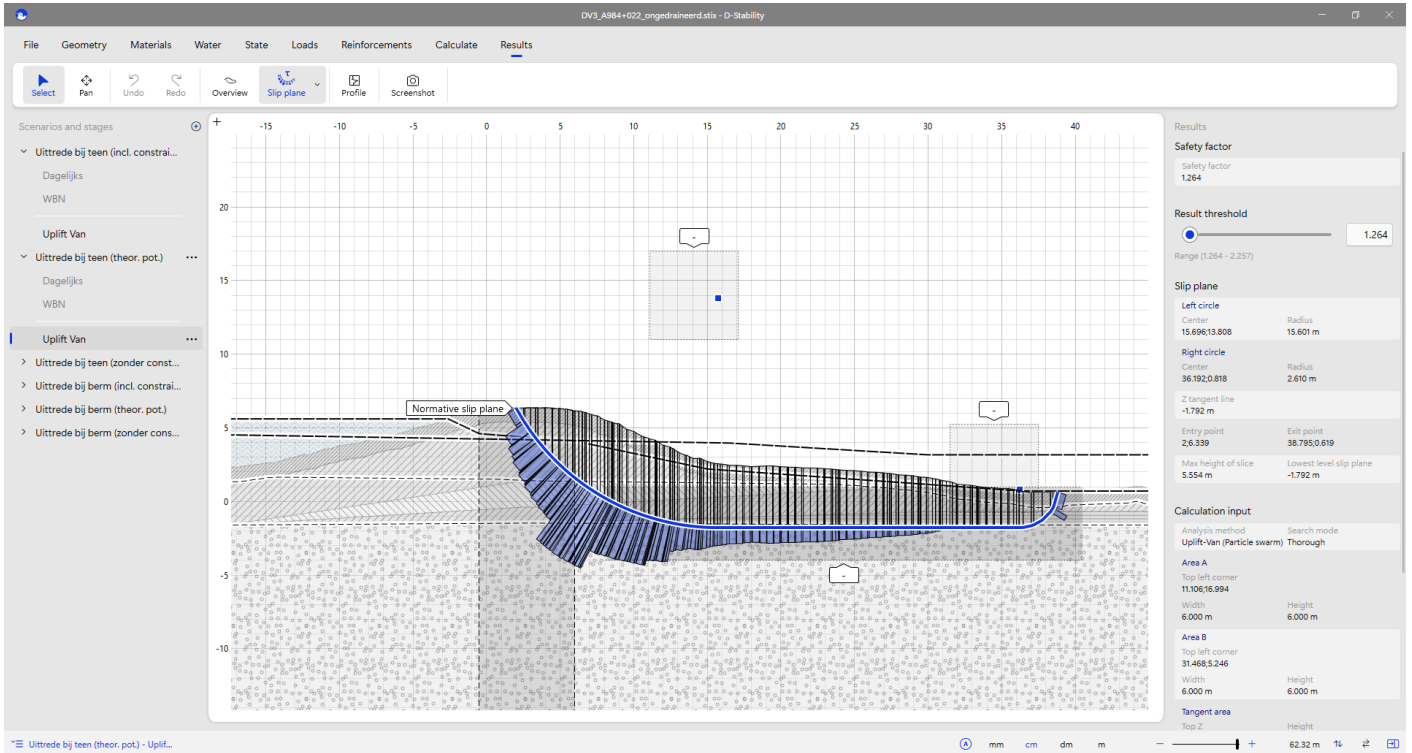 DV3_A984+022_ongedraineerd.stix - D-Stability
File Geometry Materials Water State Loads Reinforcements Calculate Results
Select Pan Undo Redo Overview Slip plane Profile Screenshot
Scenarios and stages
Uittrede bij teen (incl. constrai...
Dagelijks
WBN
Uplift Van
Uittrede bij teen (theor. pot.)
Dagelijks
WBN
Uplift Van
Uittrede bij teen (zonder const...
Uittrede bij berm (incl. constrai...
Uittrede bij berm (theor. pot.)
Uittrede bij berm (zonder cons...
-15 -10 -5 0 5 10 15 20 25 30 35 40
20
15
10
5
0
-5
-10
-
-
-
Normative slip plane
Results
Safety factor
Safety factor
1.264
Result threshold
1.264
Range (1.264 - 2.257)
Slip plane
Left circle
Center Radius
15.696;13.808 15.601 m
Right circle
Center Radius
36.192;0.818 2.610 m
Z tangent line
-1.792 m
Entry point Exit point
2;6.339 38.795;0.619
Max height of slice Lowest level slip plane
5.554 m -1.792 m
Calculation input
Analysis method Search mode
Uplift-Van (Particle swarm) Thorough
Area A
Top left corner
11.106;16.994
Width Height
6.000 m 6.000 m
Area B
Top left corner
31.468;5.246
Width Height
6.000 m 6.000 m
Tangent area
Top Z Height
Uittrede bij teen (theor. pot.) - Uplif...
A mm cm dm m
62.32 m